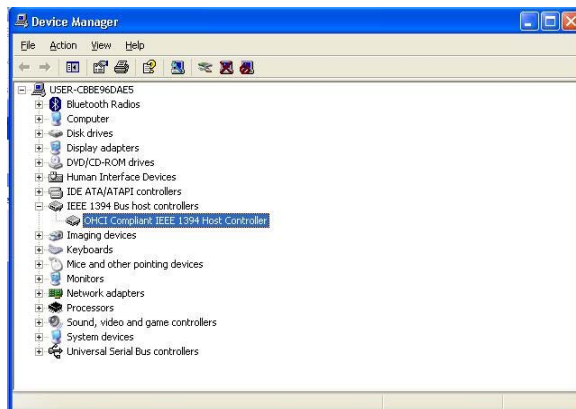 Device Manager
File Action View Help
USER-CBBE96DAE5
Bluetooth Radios
Computer
Disk drives
Display adapters
DVD/CD-ROM drives
Human Interface Devices
IDE ATA/ATAPI controllers
IEEE 1394 Bus host controllers
OHCI Compliant IEEE 1394 Host Controller
Imaging devices
Keyboards
Mice and other pointing devices
Monitors
Network adapters
Processors
Sound, video and game controllers
System devices
Universal Serial Bus controllers